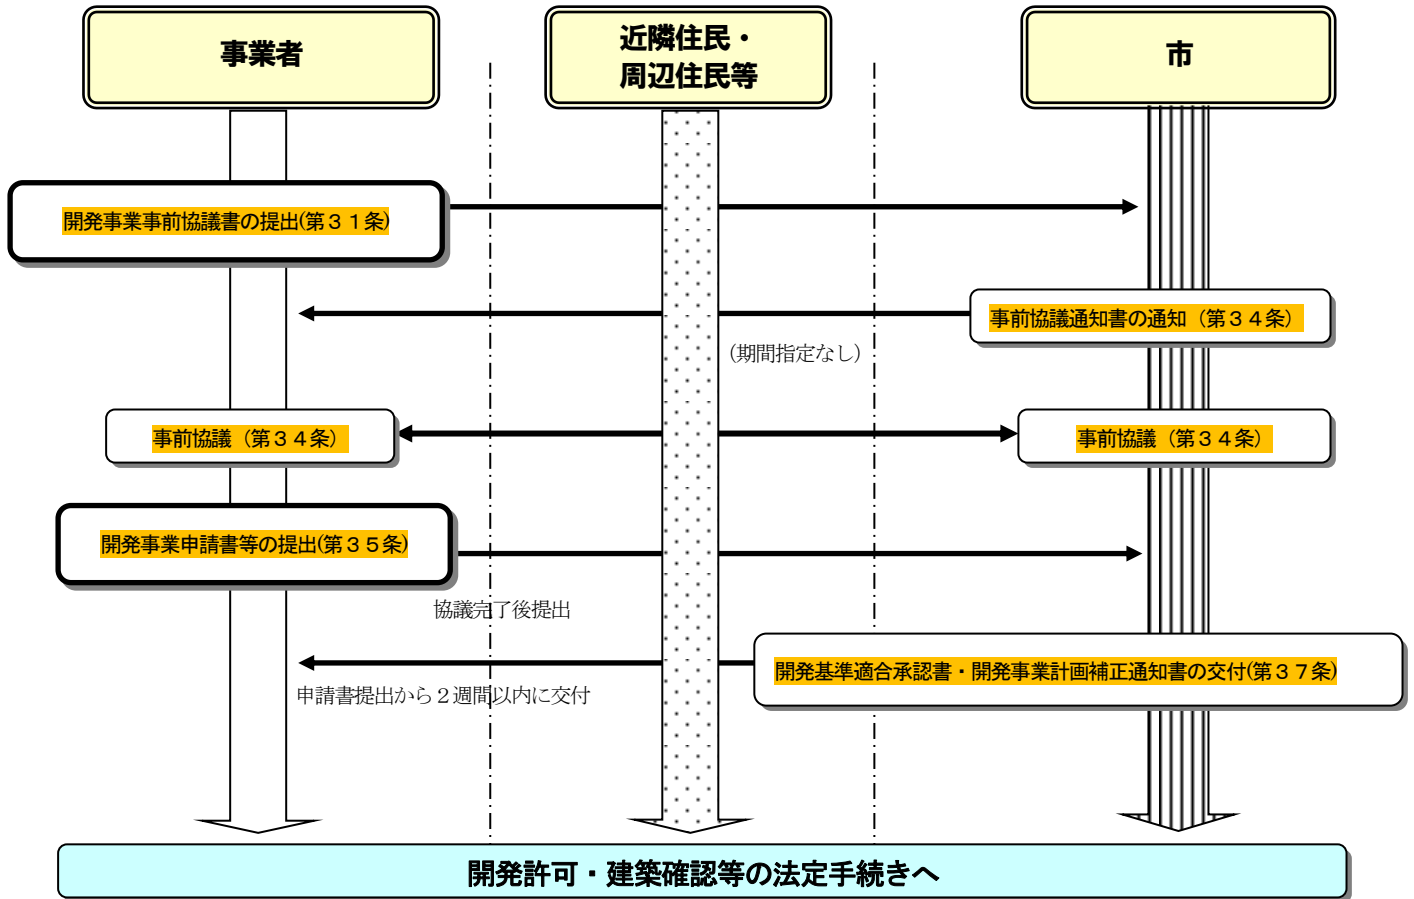 事業者
近隣住民・
周辺住民等
市
開発事業事前協議書の提出(第３１条)
事前協議通知書の通知（第３４条）
（期間指定なし）
事前協議（第３４条）
事前協議（第３４条）
開発事業申請書等の提出(第３５条)
協議完了後提出
開発基準適合承認書・開発事業計画補正通知書の交付(第３７条)
申請書提出から２週間以内に交付
開発許可・建築確認等の法定手続きへ